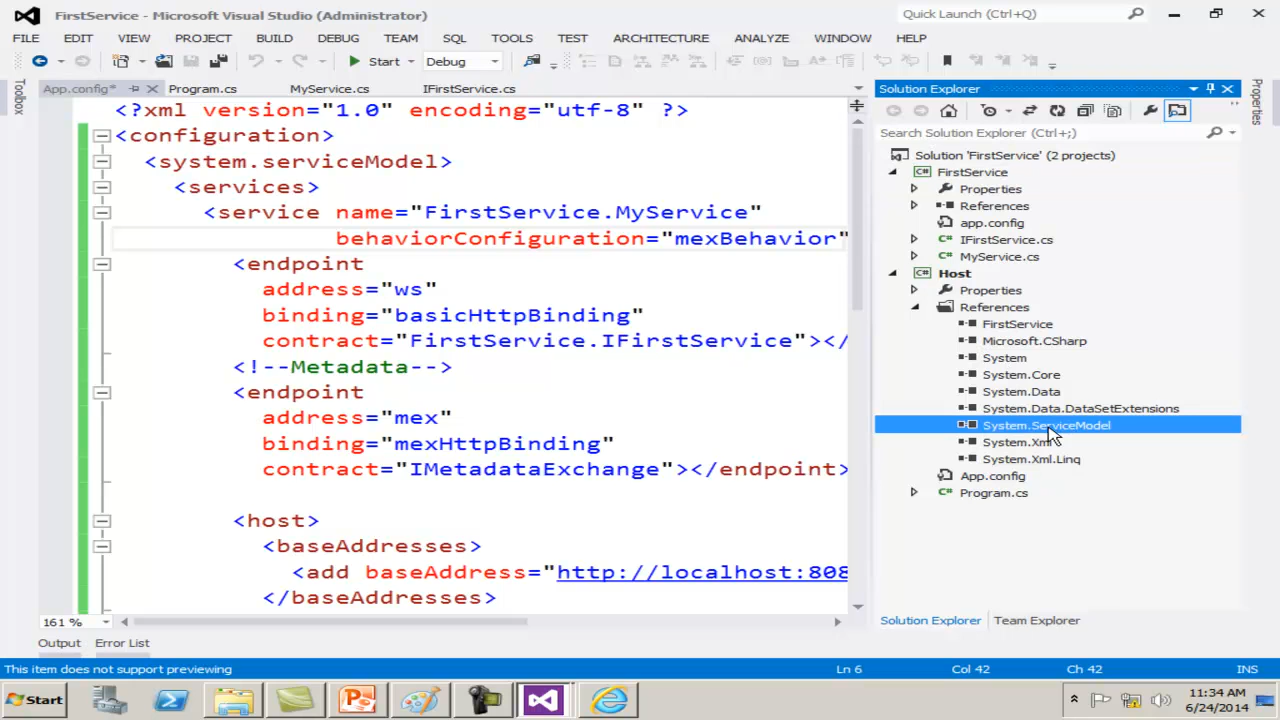 FirstService - Microsoft Visual Studio (Administrator)
Quick Launch (Ctrl+Q)
FILE EDIT VIEW PROJECT BUILD DEBUG TEAM SQL TOOLS TEST ARCHITECTURE ANALYZE WINDOW HELP
Start Debug
Toolbox
App.config* Program.cs MyService.cs IFirstService.cs
<?xml version="1.0" encoding="utf-8" ?>
<configuration>
<system.serviceModel>
<services>
<service name="FirstService.MyService"
behaviorConfiguration="mexBehavior"
<endpoint
address="ws"
binding="basicHttpBinding"
contract="FirstService.IFirstService"></
<!--Metadata-->
<endpoint
address="mex"
binding="mexHttpBinding"
contract="IMetadataExchange"></endpoint>
<host>
<baseAddresses>
<add baseAddress="http://localhost:808
</baseAddresses>
161 %
Output Error List
Solution Explorer
Search Solution Explorer (Ctrl+;)
Solution 'FirstService' (2 projects)
FirstService
Properties
References
app.config
IFirstService.cs
MyService.cs
Host
Properties
References
FirstService
Microsoft.CSharp
System
System.Core
System.Data
System.Data.DataSetExtensions
System.ServiceModel
System.Xml
System.Xml.Linq
App.config
Program.cs
Solution Explorer Team Explorer
Properties
This item does not support previewing Ln 6 Col 42 Ch 42 INS
Start
11:34 AM
6/24/2014